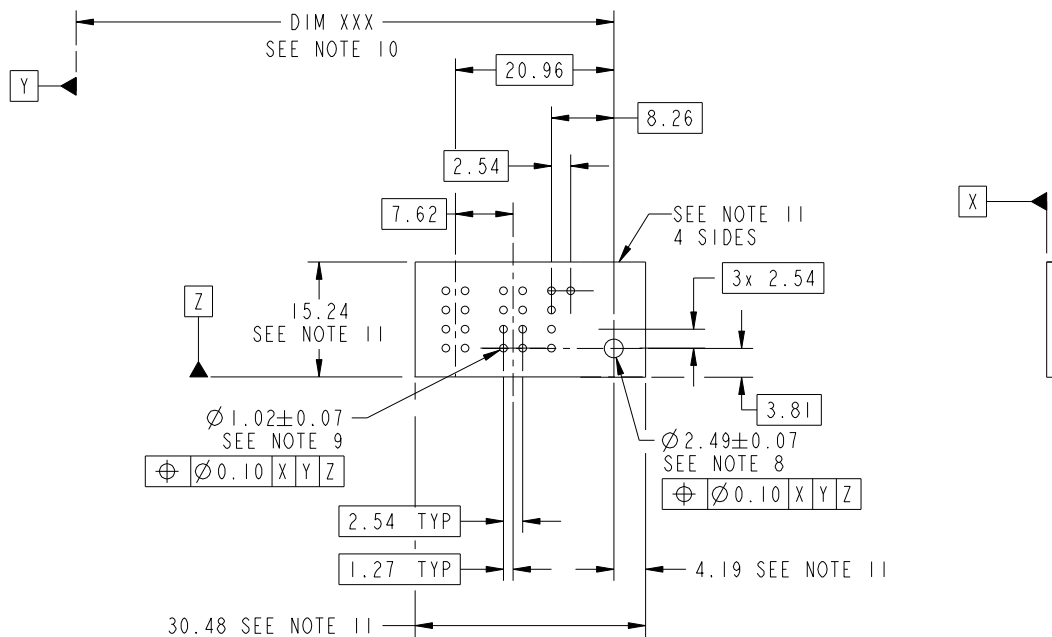 DIM XXX
SEE NOTE 10
Y
20.96
8.26
2.54
7.62
X
SEE NOTE 11
4 SIDES
3x 2.54
Z
15.24
SEE NOTE 11
3.81
Ø1.02±0.07
SEE NOTE 9
⌖ Ø0.10 X Y Z
Ø2.49±0.07
SEE NOTE 8
⌖ Ø0.10 X Y Z
2.54 TYP
1.27 TYP
4.19 SEE NOTE 11
30.48 SEE NOTE 11